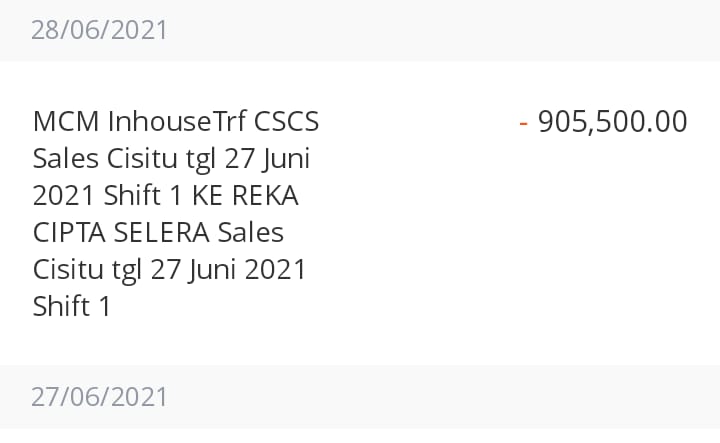 28/06/2021
MCM InhouseTrf CSCS
- 905,500.00
Sales Cisitu tgl 27 Juni
2021 Shift 1 KE REKA
CIPTA SELERA Sales
Cisitu tgl 27 Juni 2021
Shift 1
27/06/2021